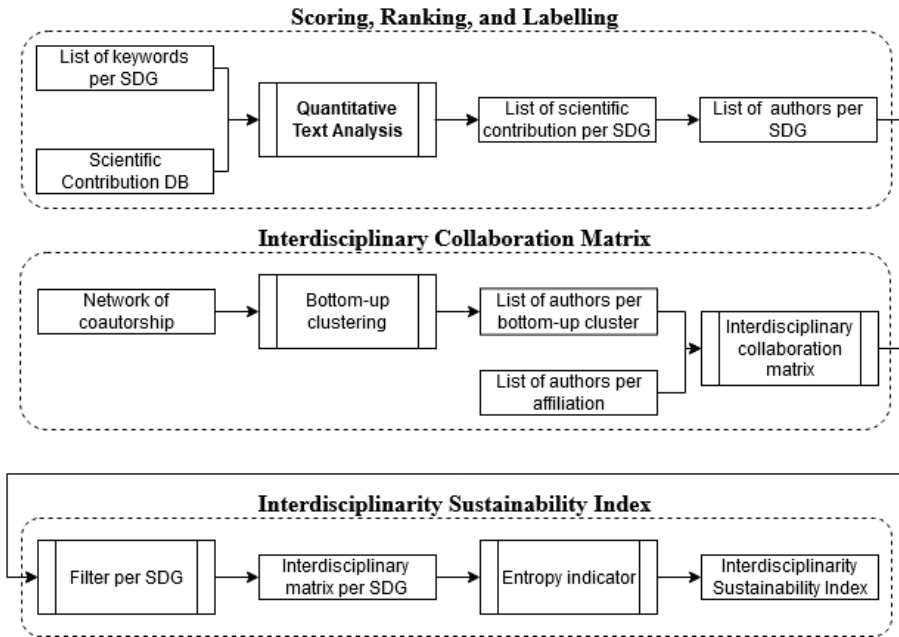 Scoring, Ranking, and Labelling
List of keywords
per SDG
Scientific
Contribution DB
Quantitative
Text Analysis
List of scientific
contribution per SDG
List of authors per
SDG
Interdisciplinary Collaboration Matrix
Network of
coautorship
Bottom-up
clustering
List of authors per
bottom-up cluster
List of authors per
affiliation
Interdisciplinary
collaboration
matrix
Interdisciplinarity Sustainability Index
Filter per SDG
Interdisciplinary
matrix per SDG
Entropy indicator
Interdisciplinarity
Sustainability Index